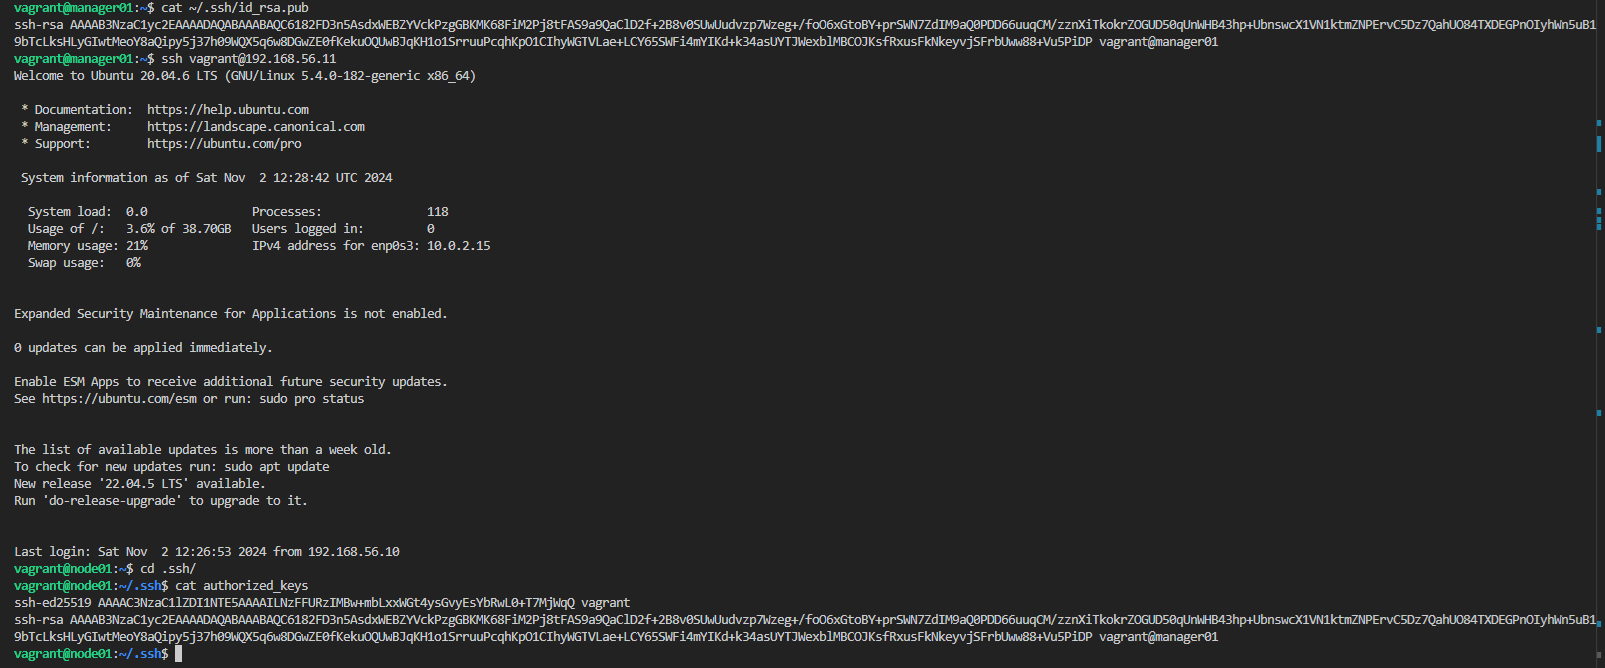 vagrant@manager01:~$ cat ~/.ssh/id_rsa.pub
ssh-rsa AAAAB3NzaC1yc2EAAAADAQABAAABAQC6182FD3n5AsdxWEBZYVckPzgGBKMK68FiM2Pj8tFAS9a9QaClD2f+2B8v0SUwUudvzp7Wzeg+/foO6xGtoBY+prSWN7ZdIM9aQ0PDD66uuqCM/zznXiTkokrZOGUD50qUnWHB43hp+UbnswcX1VN1ktmZNPErvC5Dz7QahUO84TXDEGPnOIyhWn5uB1
9bTcLksHLyGIwtMeoY8aQipy5j37h09WQX5q6w8DGwZE0fKekuOQUwBJqKH1o1SrruuPcqhKpO1CIhyWGTVLae+LCY65SWFi4mYIKd+k34asUYTJWexblMBCOJKsfRxusFkNkeyvjSFrbUww88+Vu5PiDP vagrant@manager01
vagrant@manager01:~$ ssh vagrant@192.168.56.11
Welcome to Ubuntu 20.04.6 LTS (GNU/Linux 5.4.0-182-generic x86_64)
* Documentation: https://help.ubuntu.com
* Management: https://landscape.canonical.com
* Support: https://ubuntu.com/pro
System information as of Sat Nov 2 12:28:42 UTC 2024
System load: 0.0 Processes: 118
Usage of /: 3.6% of 38.70GB Users logged in: 0
Memory usage: 21% IPv4 address for enp0s3: 10.0.2.15
Swap usage: 0%
Expanded Security Maintenance for Applications is not enabled.
0 updates can be applied immediately.
Enable ESM Apps to receive additional future security updates.
See https://ubuntu.com/esm or run: sudo pro status
The list of available updates is more than a week old.
To check for new updates run: sudo apt update
New release '22.04.5 LTS' available.
Run 'do-release-upgrade' to upgrade to it.
Last login: Sat Nov 2 12:26:53 2024 from 192.168.56.10
vagrant@node01:~$ cd .ssh/
vagrant@node01:~/.ssh$ cat authorized_keys
ssh-ed25519 AAAAC3NzaC1lZDI1NTE5AAAAILNzFFURzIMBw+mbLxxWGt4ysGvyEsYbRwL0+T7MjWqQ vagrant
ssh-rsa AAAAB3NzaC1yc2EAAAADAQABAAABAQC6182FD3n5AsdxWEBZYVckPzgGBKMK68FiM2Pj8tFAS9a9QaClD2f+2B8v0SUwUudvzp7Wzeg+/foO6xGtoBY+prSWN7ZdIM9aQ0PDD66uuqCM/zznXiTkokrZOGUD50qUnWHB43hp+UbnswcX1VN1ktmZNPErvC5Dz7QahUO84TXDEGPnOIyhWn5uB1
9bTcLksHLyGIwtMeoY8aQipy5j37h09WQX5q6w8DGwZE0fKekuOQUwBJqKH1o1SrruuPcqhKpO1CIhyWGTVLae+LCY65SWFi4mYIKd+k34asUYTJWexblMBCOJKsfRxusFkNkeyvjSFrbUww88+Vu5PiDP vagrant@manager01
vagrant@node01:~/.ssh$